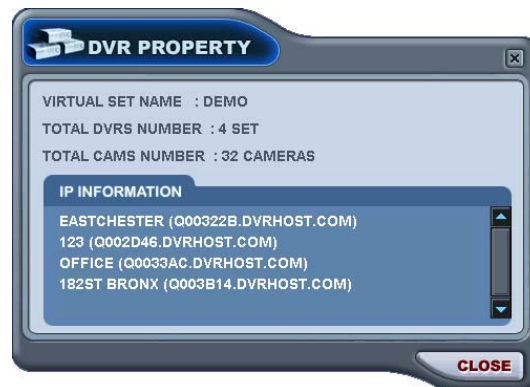 DVR PROPERTY
VIRTUAL SET NAME : DEMO
TOTAL DVRS NUMBER : 4 SET
TOTAL CAMS NUMBER : 32 CAMERAS
IP INFORMATION
EASTCHESTER (Q00322B.DVRHOST.COM)
123 (Q002D46.DVRHOST.COM)
OFFICE (Q0033AC.DVRHOST.COM)
182ST BRONX (Q003B14.DVRHOST.COM)
CLOSE